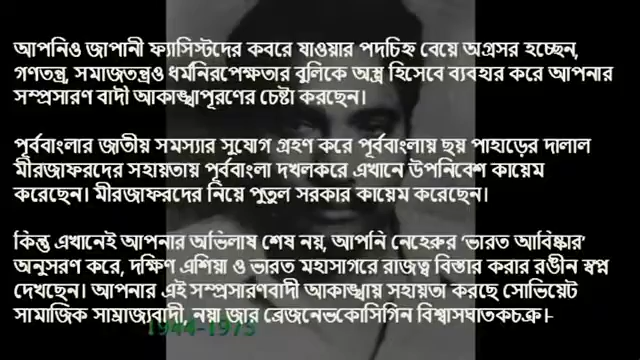 আপনিও জাপানী ফ্যাসিস্টদের কবরে যাওয়ার পদচিহ্ন বেয়ে অগ্রসর হচ্ছেন,
গণতন্ত্র, সমাজতন্ত্রও ধর্মনিরপেক্ষতার বুলিকে অস্ত্র হিসেবে ব্যবহার করে আপনার
সম্প্রসারণ বাদী আকাঙ্খাপূরণের চেষ্টা করছেন।
পূর্ববাংলার জাতীয় সমস্যার সুযোগ গ্রহণ করে পূর্ববাংলায় ছয় পাহাড়ের দালাল
মীরজাফরদের সহায়তায় পূর্ববাংলা দখলকরে এখানে উপনিবেশ কায়েম
করেছেন। মীরজাফরদের নিয়ে পুতুল সরকার কায়েম করেছেন।
কিন্তু এখানেই আপনার অভিলাষ শেষ নয়, আপনি নেহেরুর 'ভারত আবিষ্কার'
অনুসরণ করে, দক্ষিণ এশিয়া ও ভারত মহাসাগরে রাজত্ব বিস্তার করার রঙীন স্বপ্ন
দেখছেন। আপনার এই সম্প্রসারণবাদী আকাঙ্খায় সহায়তা করছে সোভিয়েট
সামাজিক সাম্রাজ্যবাদী, নয়া জার ব্রেজনেভকোসিগিন বিশ্বাসঘাতকচক্র।-
1944-1975